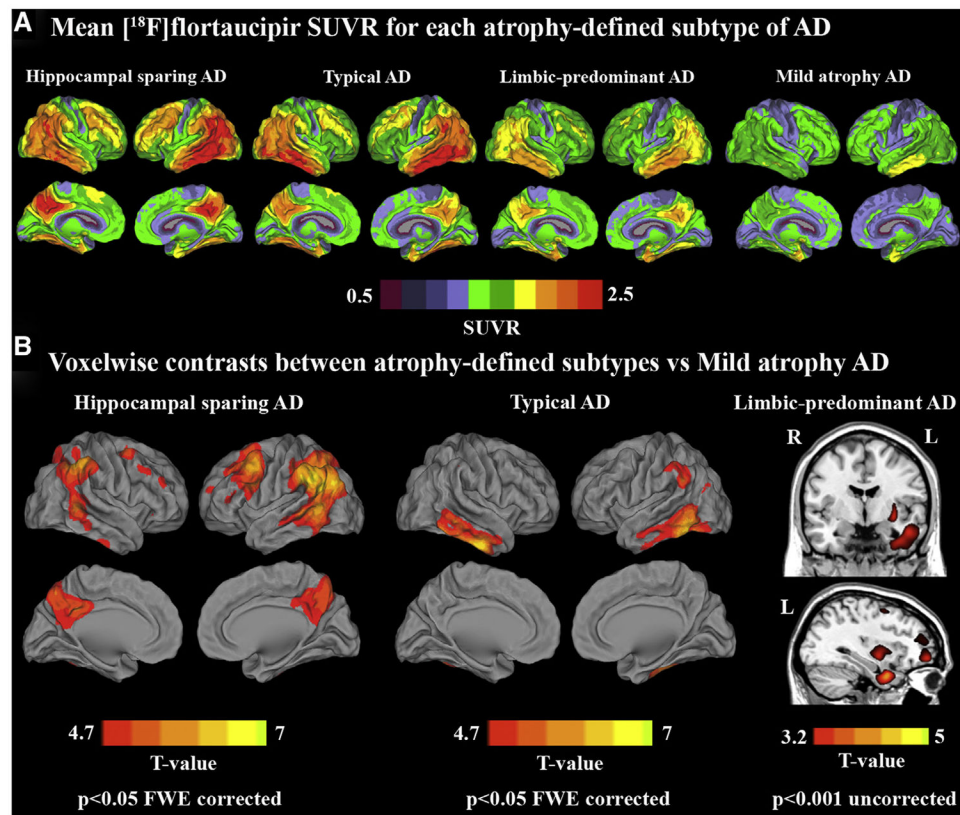 A Mean [¹⁸F]flortaucipir SUVR for each atrophy-defined subtype of AD
Hippocampal sparing AD Typical AD Limbic-predominant AD Mild atrophy AD
0.5 2.5
SUVR
B Voxelwise contrasts between atrophy-defined subtypes vs Mild atrophy AD
Hippocampal sparing AD Typical AD Limbic-predominant AD
R L
L
4.7 7 4.7 7 3.2 5
T-value T-value T-value
p<0.05 FWE corrected p<0.05 FWE corrected p<0.001 uncorrected